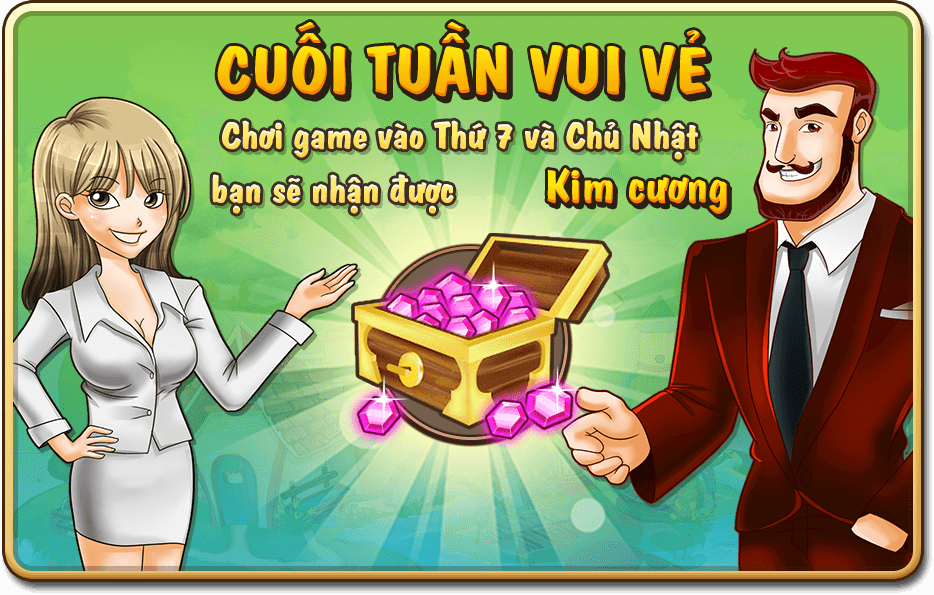 CUỐI TUẦN VUI VẺ
Chơi game vào Thứ 7 và Chủ Nhật
bạn sẽ nhận được Kim cương